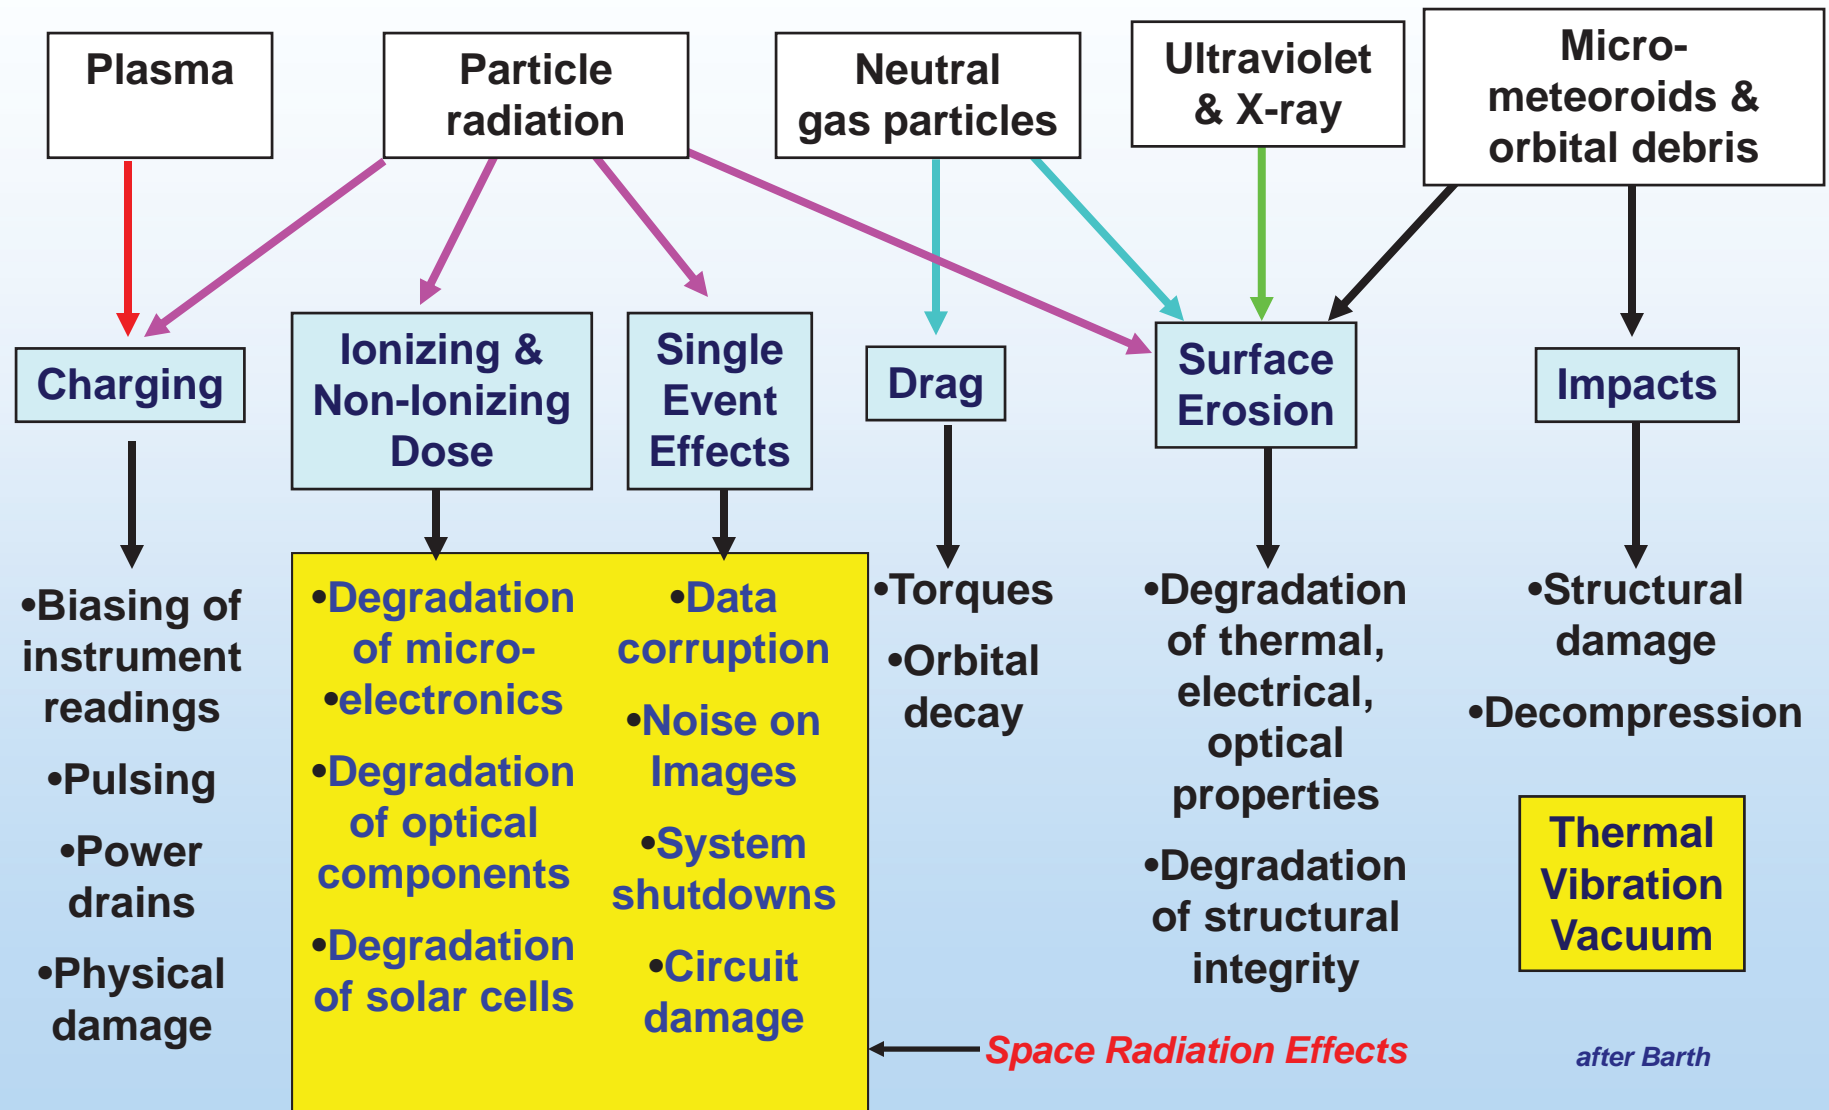 Plasma
Particle
radiation
Neutral
gas particles
Ultraviolet
& X-ray
Micro-
meteoroids &
orbital debris
Charging
Ionizing &
Non-Ionizing
Dose
Single
Event
Effects
Drag
Surface
Erosion
Impacts
•Biasing of
instrument
readings
•Pulsing
•Power
drains
•Physical
damage
•Degradation
of micro-
•electronics
•Degradation
of optical
components
•Degradation
of solar cells
•Data
corruption
•Noise on
Images
•System
shutdowns
•Circuit
damage
•Torques
•Orbital
decay
•Degradation
of thermal,
electrical,
optical
properties
•Degradation
of structural
integrity
•Structural
damage
•Decompression
Thermal
Vibration
Vacuum
Space Radiation Effects
after Barth